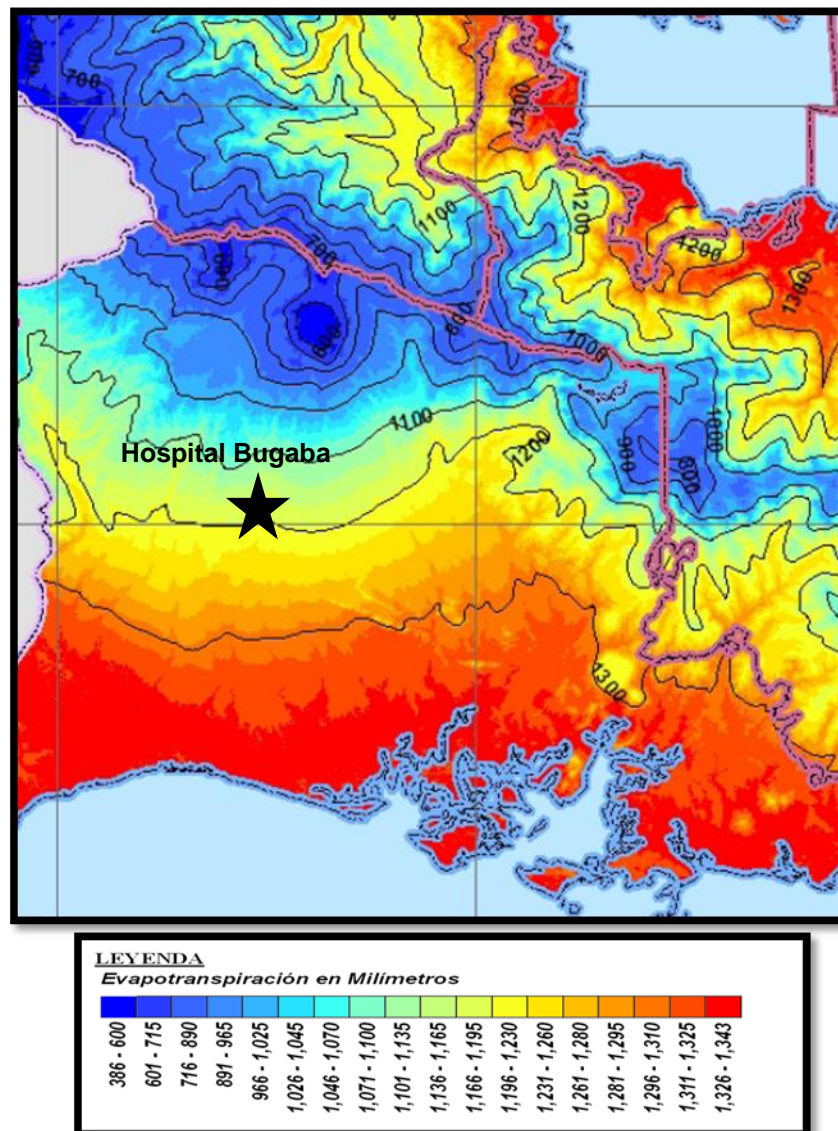 600
700
1300
1100
1200
1200
1300
700
600
600
800
1000
1100
1000
1200
900
800
Hospital Bugaba
1300
LEYENDA
Evapotranspiración en Milímetros
386 - 600
601 - 715
716 - 890
891 - 965
966 - 1,025
1,026 - 1,045
1,046 - 1,070
1,071 - 1,100
1,101 - 1,135
1,136 - 1,165
1,166 - 1,195
1,196 - 1,230
1,231 - 1,260
1,261 - 1,280
1,281 - 1,295
1,296 - 1,310
1,311 - 1,325
1,326 - 1,343